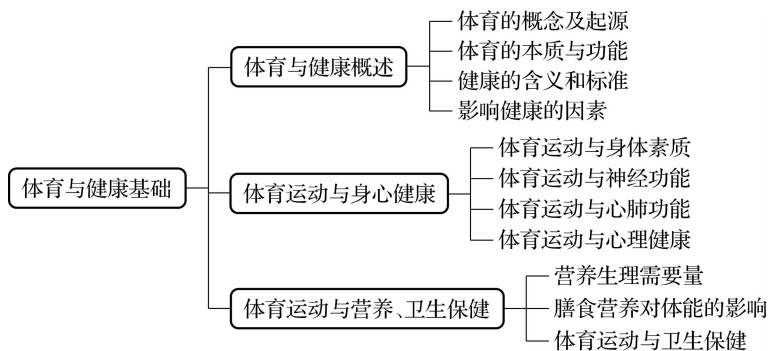 体育与健康基础
体育与健康概述
体育的概念及起源
体育的本质与功能
健康的含义和标准
影响健康的因素
体育运动与身心健康
体育运动与身体素质
体育运动与神经功能
体育运动与心肺功能
体育运动与心理健康
体育运动与营养、卫生保健
营养生理需要量
膳食营养对体能的影响
体育运动与卫生保健